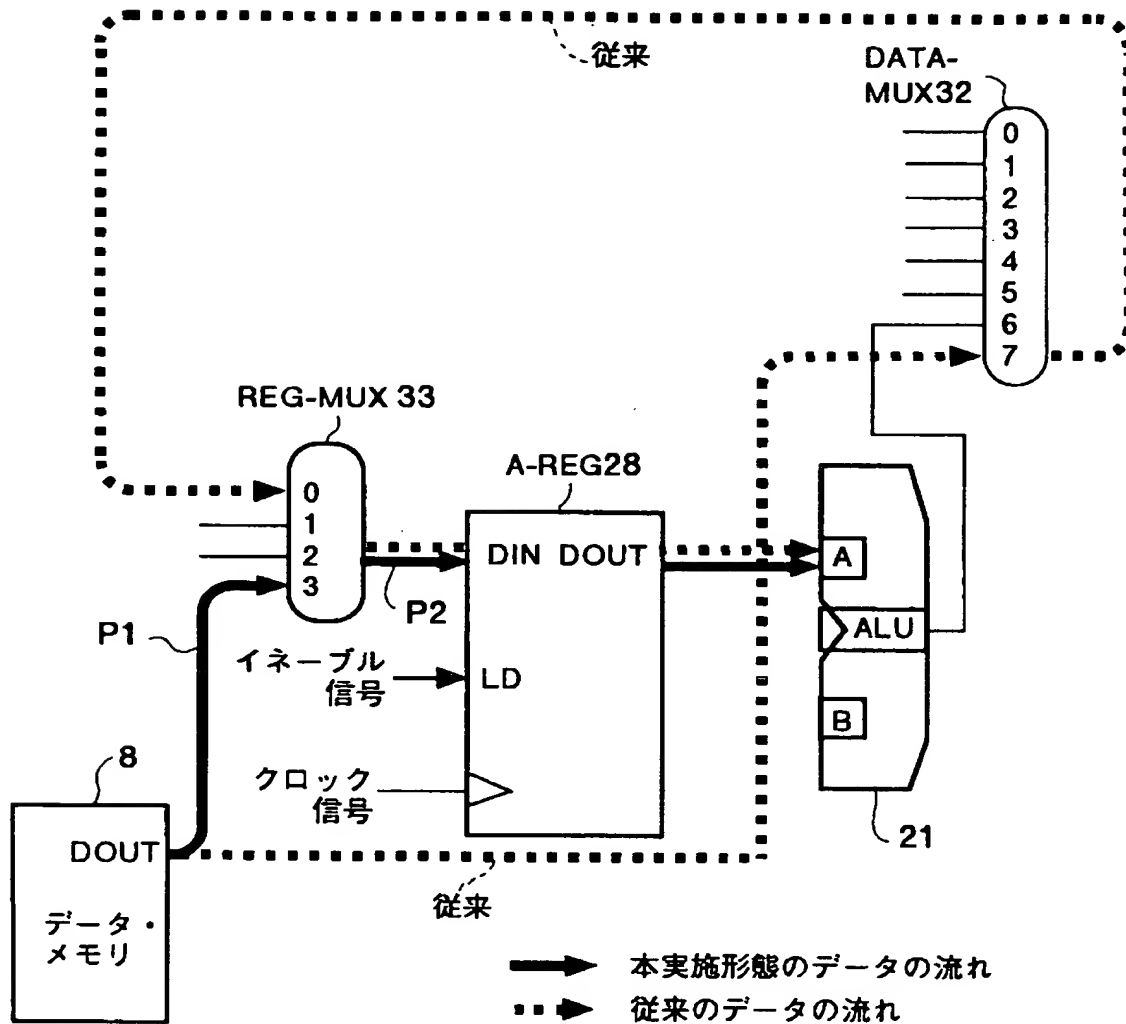 従来
DATA-
MUX32
0
1
2
3
4
5
6
7
REG-MUX 33
0
1
2
3
A-REG28
DIN DOUT
LD
P1
P2
イネーブル
信号
クロック
信号
A
ALU
B
21
8
DOUT
データ・
メモリ
従来
本実施形態のデータの流れ
従来のデータの流れ